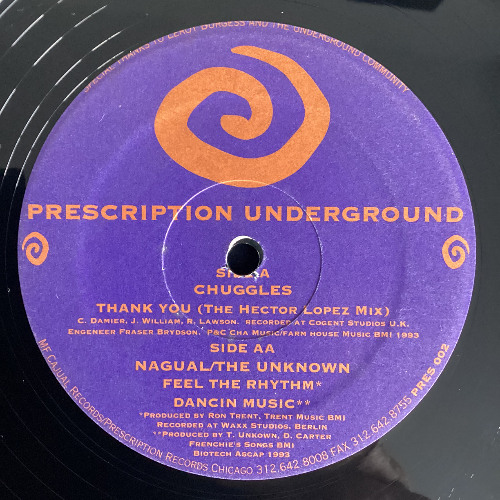 SPECIAL THANKS TO LEROY BURGESS AND THE UNDERGROUND COMMUNITY
PRESCRIPTION UNDERGROUND
SIDE A
CHUGGLES
THANK YOU (THE HECTOR LOPEZ MIX)
C. DAMIER, J. WILLIAM, R. LAWSON. RECORDED AT COGENT STUDIOS U.K.
ENGENEER FRASER BRYDSON. P&C CHA MUSIC/FARM HOUSE MUSIC BMI 1993
SIDE AA
NAGUAL/THE UNKNOWN
FEEL THE RHYTHM*
DANCIN MUSIC**
*PRODUCED BY RON TRENT, TRENT MUSIC BMI
RECORDED AT WAXX STUDIOS, BERLIN
**PRODUCED BY T. UNKOWN, D. CARTER
FRENCHIE'S SONGS BMI
BIOTECH ASCAP 1993
MF CAJUAL RECORDS/PRESCRIPTION RECORDS CHICAGO 312.642.8008 FAX 312.642.8755 PRES 002